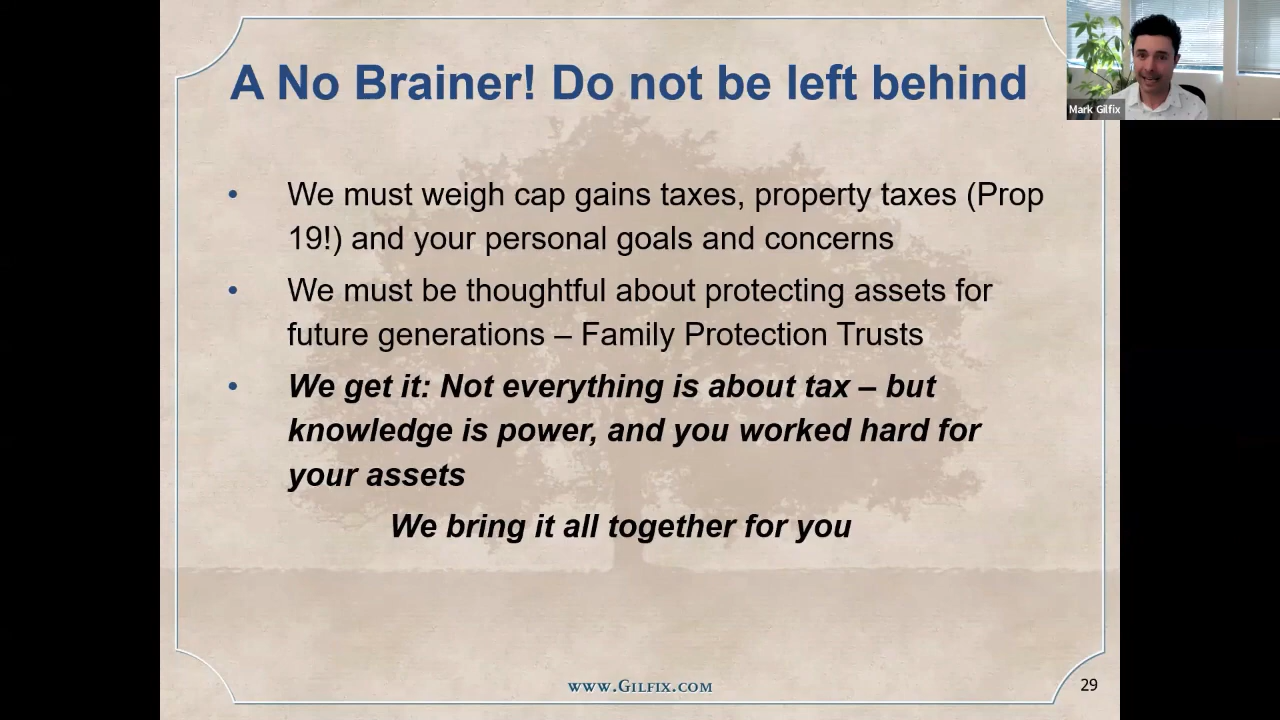 A No Brainer! Do not be left behind
Mark Gilfix
• We must weigh cap gains taxes, property taxes (Prop
19!) and your personal goals and concerns
• We must be thoughtful about protecting assets for
future generations – Family Protection Trusts
• We get it: Not everything is about tax – but
knowledge is power, and you worked hard for
your assets
We bring it all together for you
www.Gilfix.com
29